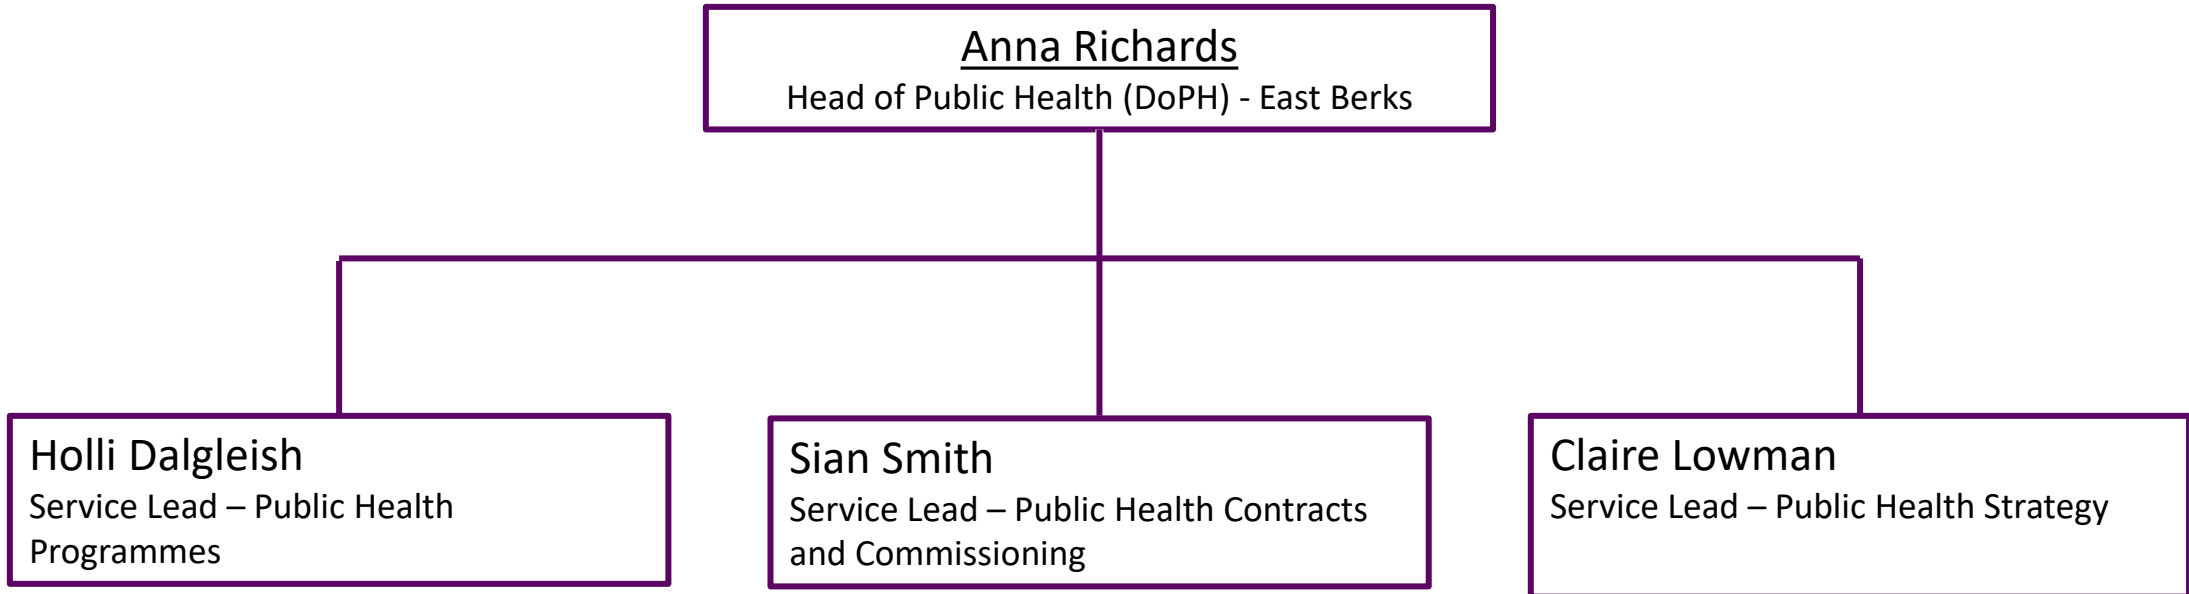 Anna Richards
Head of Public Health (DoPH) - East Berks
Holli Dalgleish
Service Lead – Public Health
Programmes
Sian Smith
Service Lead – Public Health Contracts
and Commissioning
Claire Lowman
Service Lead – Public Health Strategy